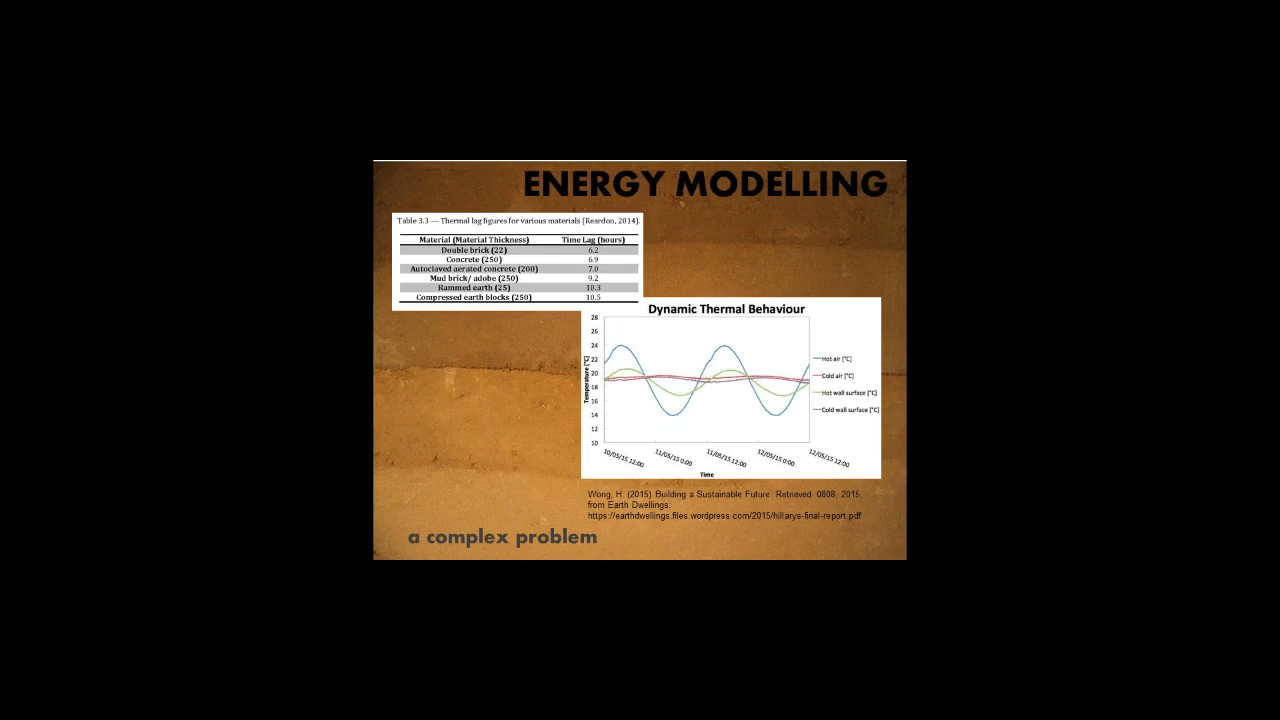 ENERGY MODELLING
Table 3.3 — Thermal lag figures for various materials (Reardon, 2014).
Material (Material Thickness) Time Lag (hours)
Double brick (22) 6.2
Concrete (250) 6.9
Autoclaved aerated concrete (200) 7.0
Mud brick/ adobe (250) 9.2
Rammed earth (25) 10.3
Compressed earth blocks (250) 10.5
Dynamic Thermal Behaviour
Temperature [°C]
28
26
24
22
20
18
16
14
12
10
10/05/15 12:00
11/05/15 0:00
11/05/15 12:00
12/05/15 0:00
12/05/15 12:00
Time
Hot air [°C]
Cold air [°C]
Hot wall surface [°C]
Cold wall surface [°C]
Wong, H. (2015) Building a Sustainable Future. Retrieved 0808, 2015,
from Earth Dwellings:
https://earthdwellings.files.wordpress.com/2015/hillarys-final-report.pdf.
a complex problem